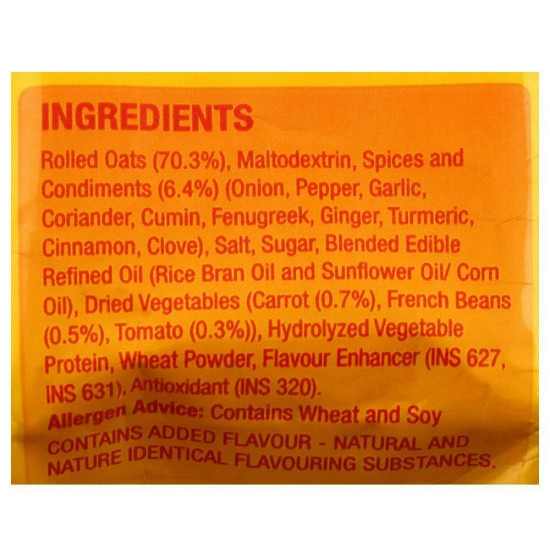 INGREDIENTS
Rolled Oats (70.3%), Maltodextrin, Spices and
Condiments (6.4%) (Onion, Pepper, Garlic,
Coriander, Cumin, Fenugreek, Ginger, Turmeric,
Cinnamon, Clove), Salt, Sugar, Blended Edible
Refined Oil (Rice Bran Oil and Sunflower Oil/ Corn
Oil), Dried Vegetables (Carrot (0.7%), French Beans
(0.5%), Tomato (0.3%)), Hydrolyzed Vegetable
Protein, Wheat Powder, Flavour Enhancer (INS 627,
INS 631), Antioxidant (INS 320).
Allergen Advice: Contains Wheat and Soy
CONTAINS ADDED FLAVOUR - NATURAL AND
NATURE IDENTICAL FLAVOURING SUBSTANCES.